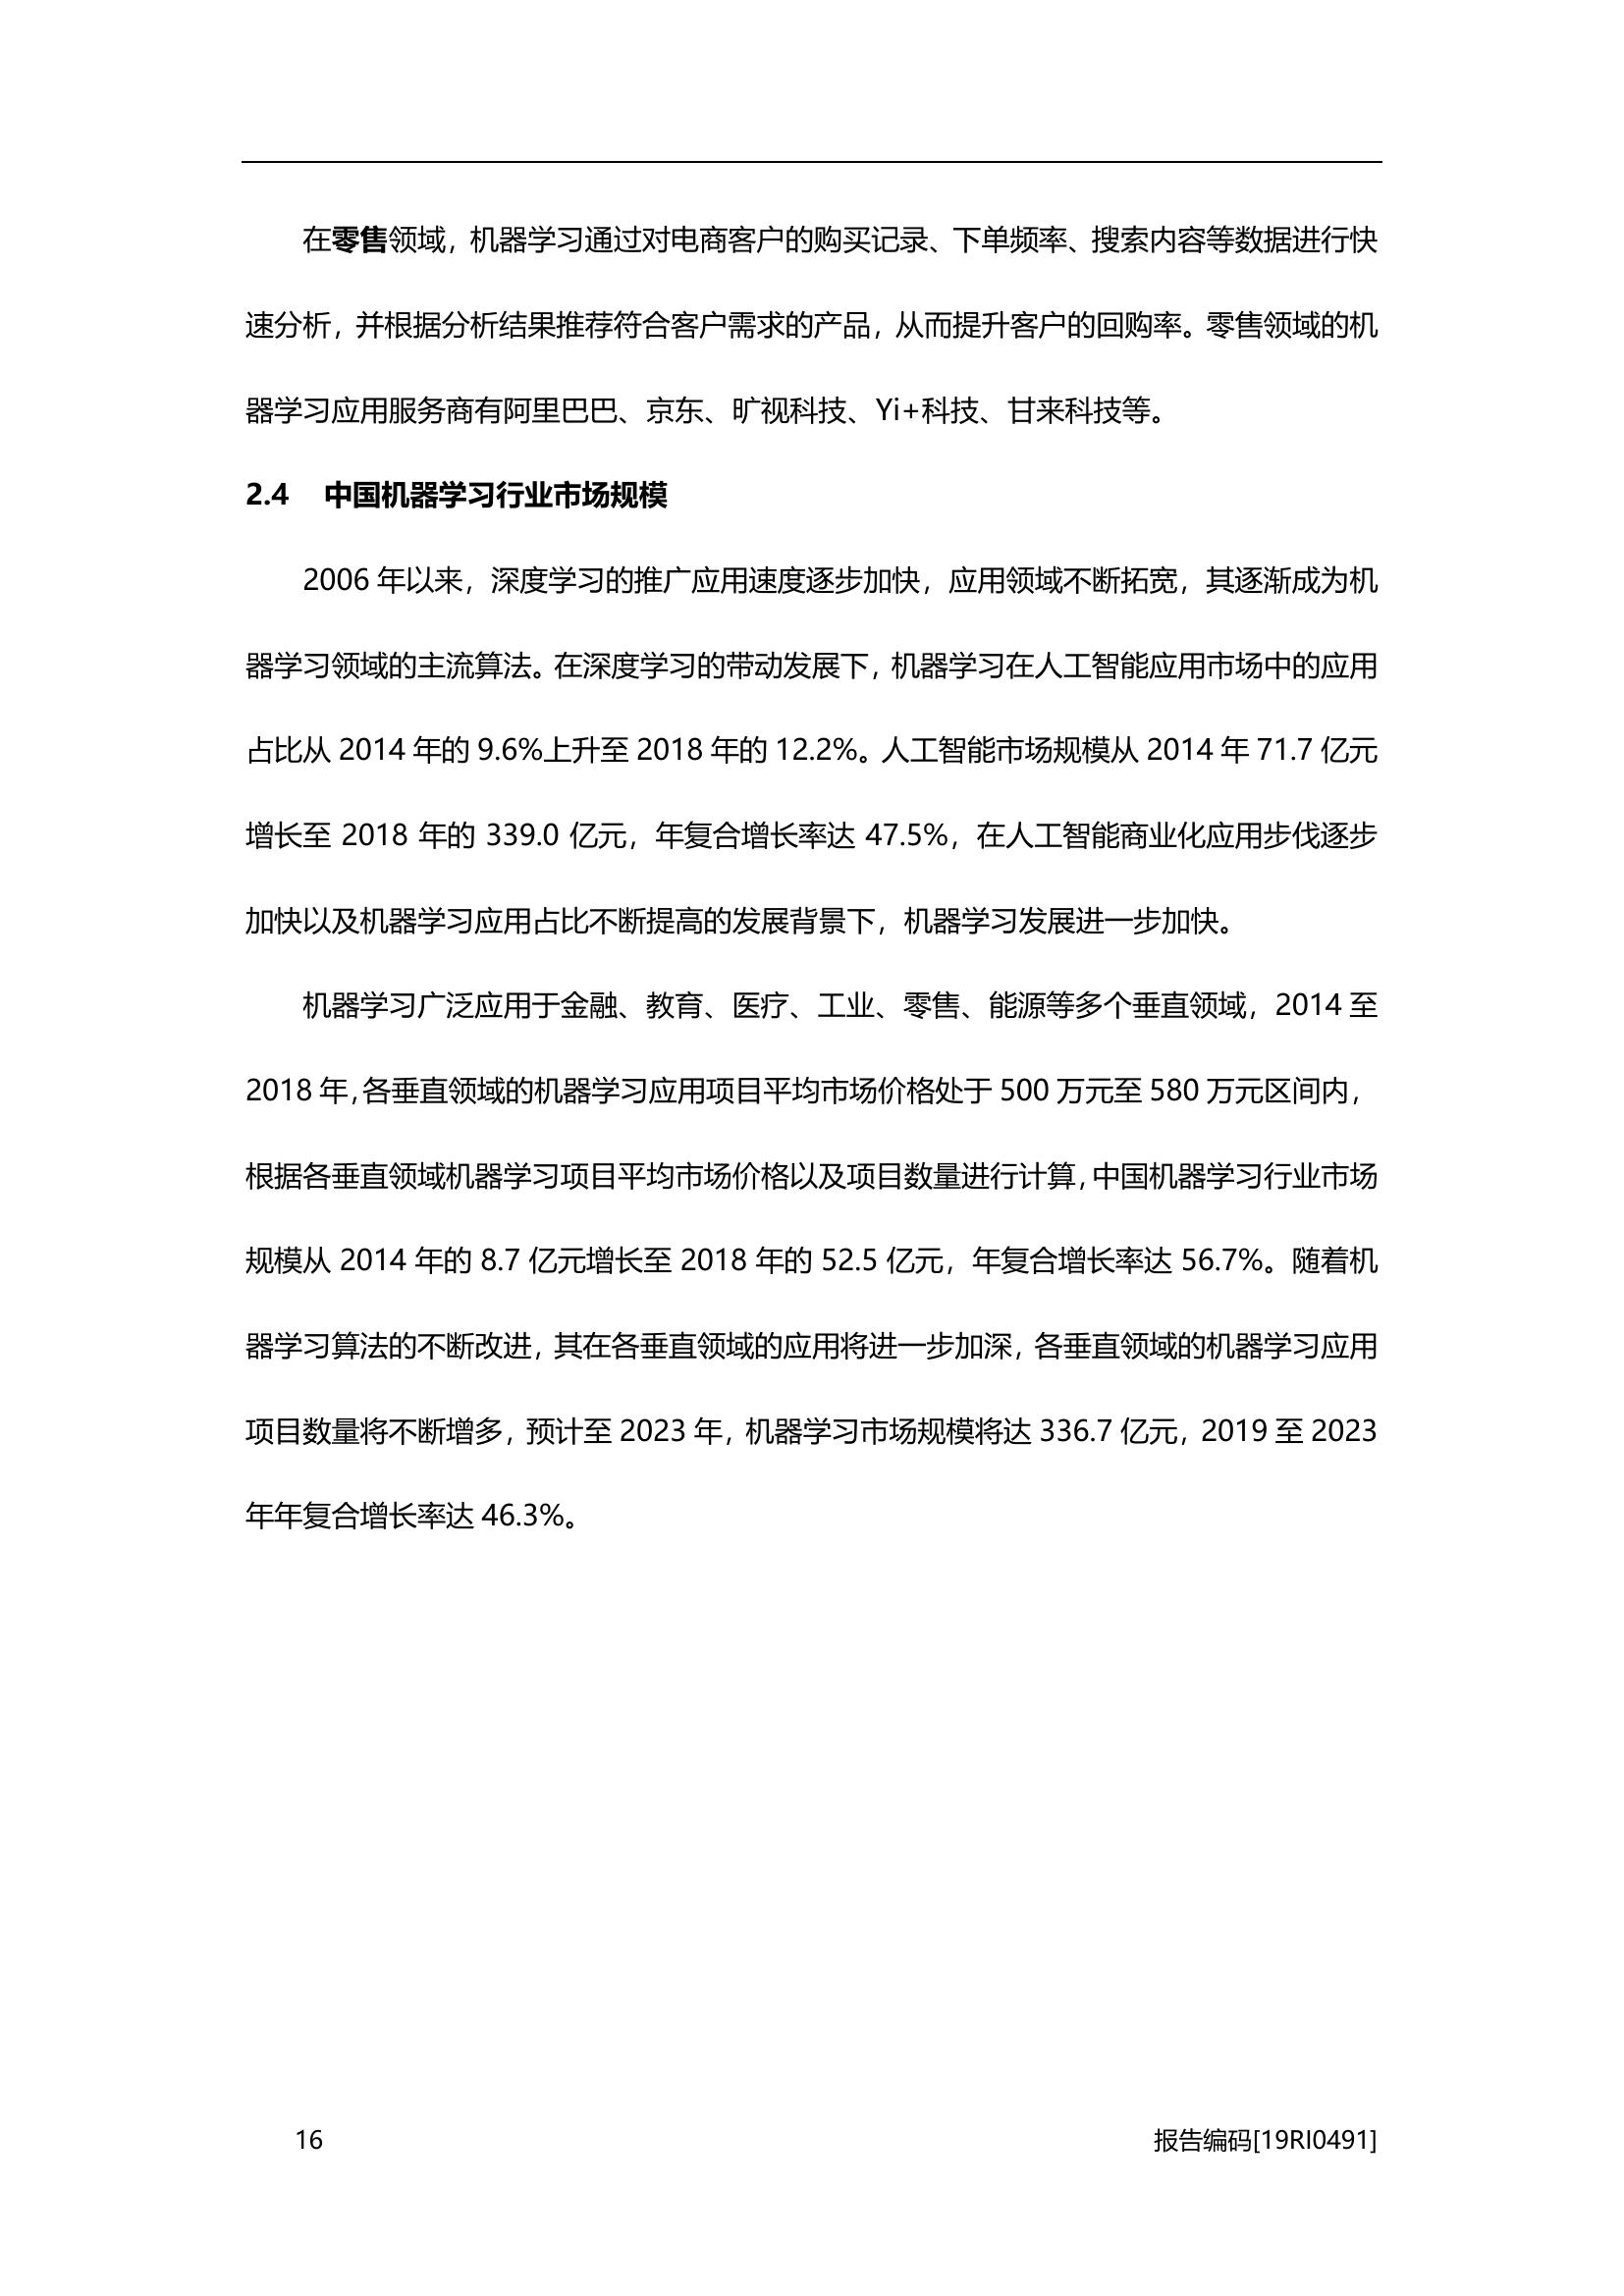 在零售领域，机器学习通过对电商客户的购买记录、下单频率、搜索内容等数据进行快
速分析，并根据分析结果推荐符合客户需求的产品，从而提升客户的回购率。零售领域的机
器学习应用服务商有阿里巴巴、京东、旷视科技、Yi+科技、甘来科技等。
2.4 中国机器学习行业市场规模
2006 年以来，深度学习的推广应用速度逐步加快，应用领域不断拓宽，其逐渐成为机
器学习领域的主流算法。在深度学习的带动发展下，机器学习在人工智能应用市场中的应用
占比从 2014 年的 9.6%上升至 2018 年的 12.2%。人工智能市场规模从 2014 年 71.7 亿元
增长至 2018 年的 339.0 亿元，年复合增长率达 47.5%，在人工智能商业化应用步伐逐步
加快以及机器学习应用占比不断提高的发展背景下，机器学习发展进一步加快。
机器学习广泛应用于金融、教育、医疗、工业、零售、能源等多个垂直领域，2014 至
2018 年，各垂直领域的机器学习应用项目平均市场价格处于 500 万元至 580 万元区间内，
根据各垂直领域机器学习项目平均市场价格以及项目数量进行计算，中国机器学习行业市场
规模从 2014 年的 8.7 亿元增长至 2018 年的 52.5 亿元，年复合增长率达 56.7%。随着机
器学习算法的不断改进，其在各垂直领域的应用将进一步加深，各垂直领域的机器学习应用
项目数量将不断增多，预计至 2023 年，机器学习市场规模将达 336.7 亿元，2019 至 2023
年年复合增长率达 46.3%。
16 报告编码[19RI0491]